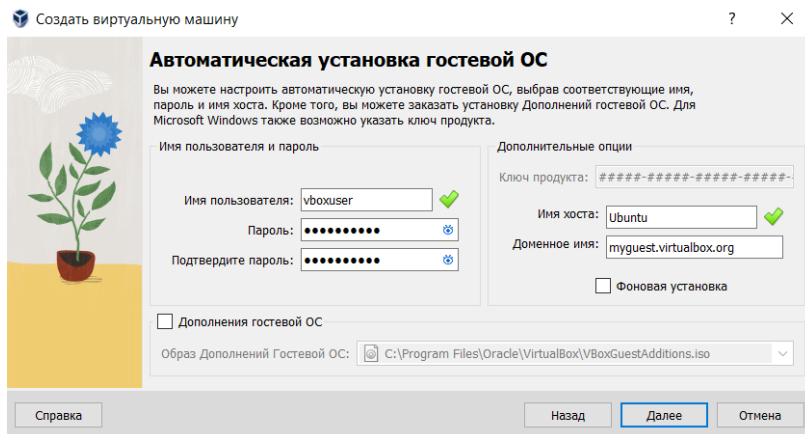 Создать виртуальную машину
?
Автоматическая установка гостевой ОС
Вы можете настроить автоматическую установку гостевой ОС, выбрав соответствующие имя,
пароль и имя хоста. Кроме того, вы можете заказать установку Дополнений гостевой ОС. Для
Microsoft Windows также возможно указать ключ продукта.
Имя пользователя и пароль
Имя пользователя: vboxuser
Пароль: ●●●●●●●●●●
Подтвердите пароль: ●●●●●●●●●●
Дополнительные опции
Ключ продукта: #####-#####-#####-#####-
Имя хоста: Ubuntu
Доменное имя: myguest.virtualbox.org
Фоновая установка
Дополнения гостевой ОС
Образ Дополнений Гостевой ОС: C:\Program Files\Oracle\VirtualBox\VBoxGuestAdditions.iso
Справка
Назад
Далее
Отмена